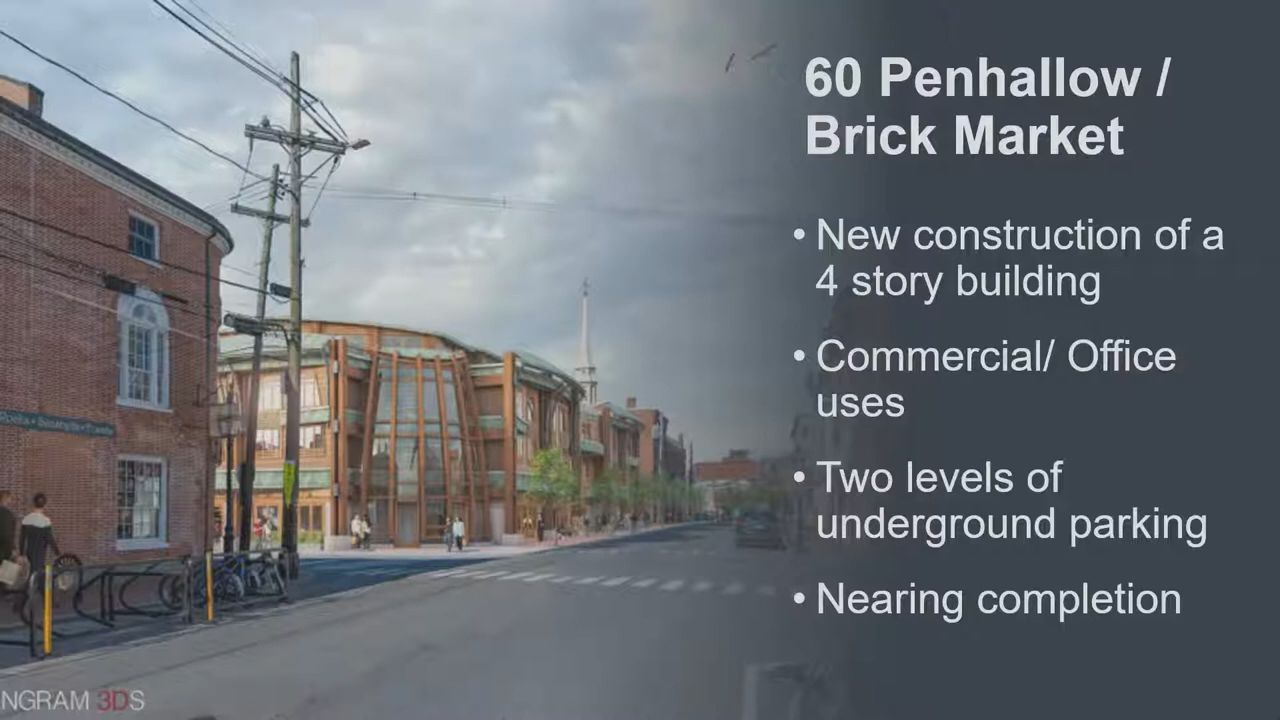 60 Penhallow /
Brick Market
• New construction of a
4 story building
• Commercial/ Office
uses
• Two levels of
underground parking
• Nearing completion
NGRAM 3DS